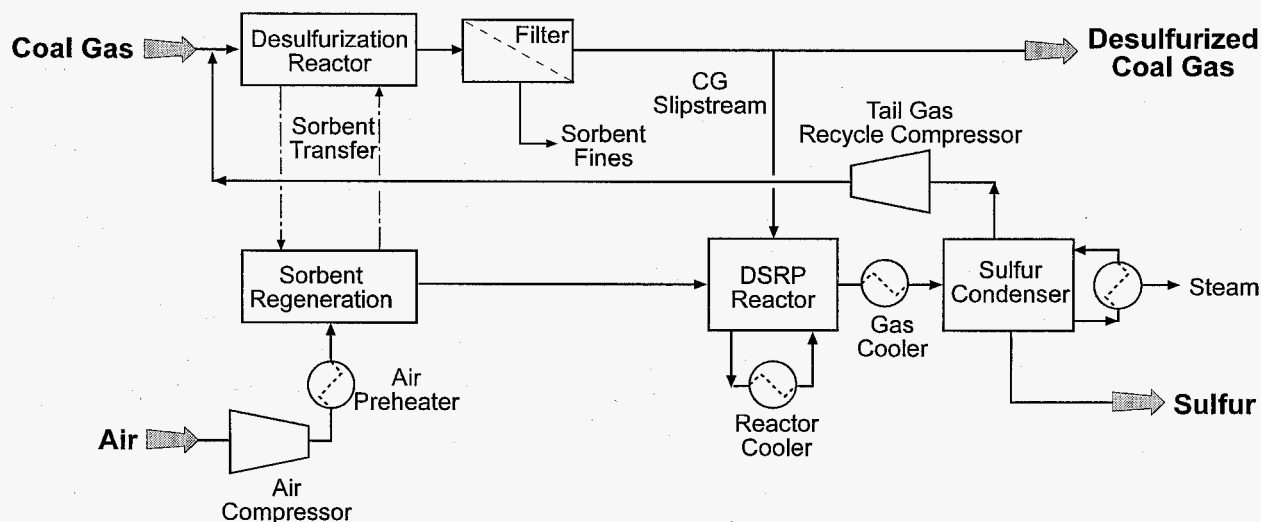 Coal Gas
Desulfurization
Reactor
Filter
Desulfurized
Coal Gas
CG
Slipstream
Tail Gas
Recycle Compressor
Sorbent
Transfer
Sorbent
Fines
Sorbent
Regeneration
DSRP
Reactor
Sulfur
Condenser
Steam
Gas
Cooler
Air
Preheater
Reactor
Cooler
Sulfur
Air
Air
Compressor